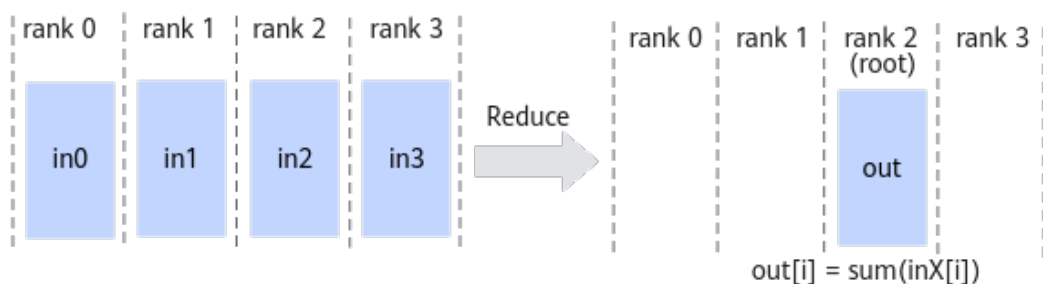 rank 0 rank 1 rank 2 rank 3
in0 in1 in2 in3
Reduce
rank 0 rank 1 rank 2 rank 3
(root)
out
out[i] = sum(inX[i])